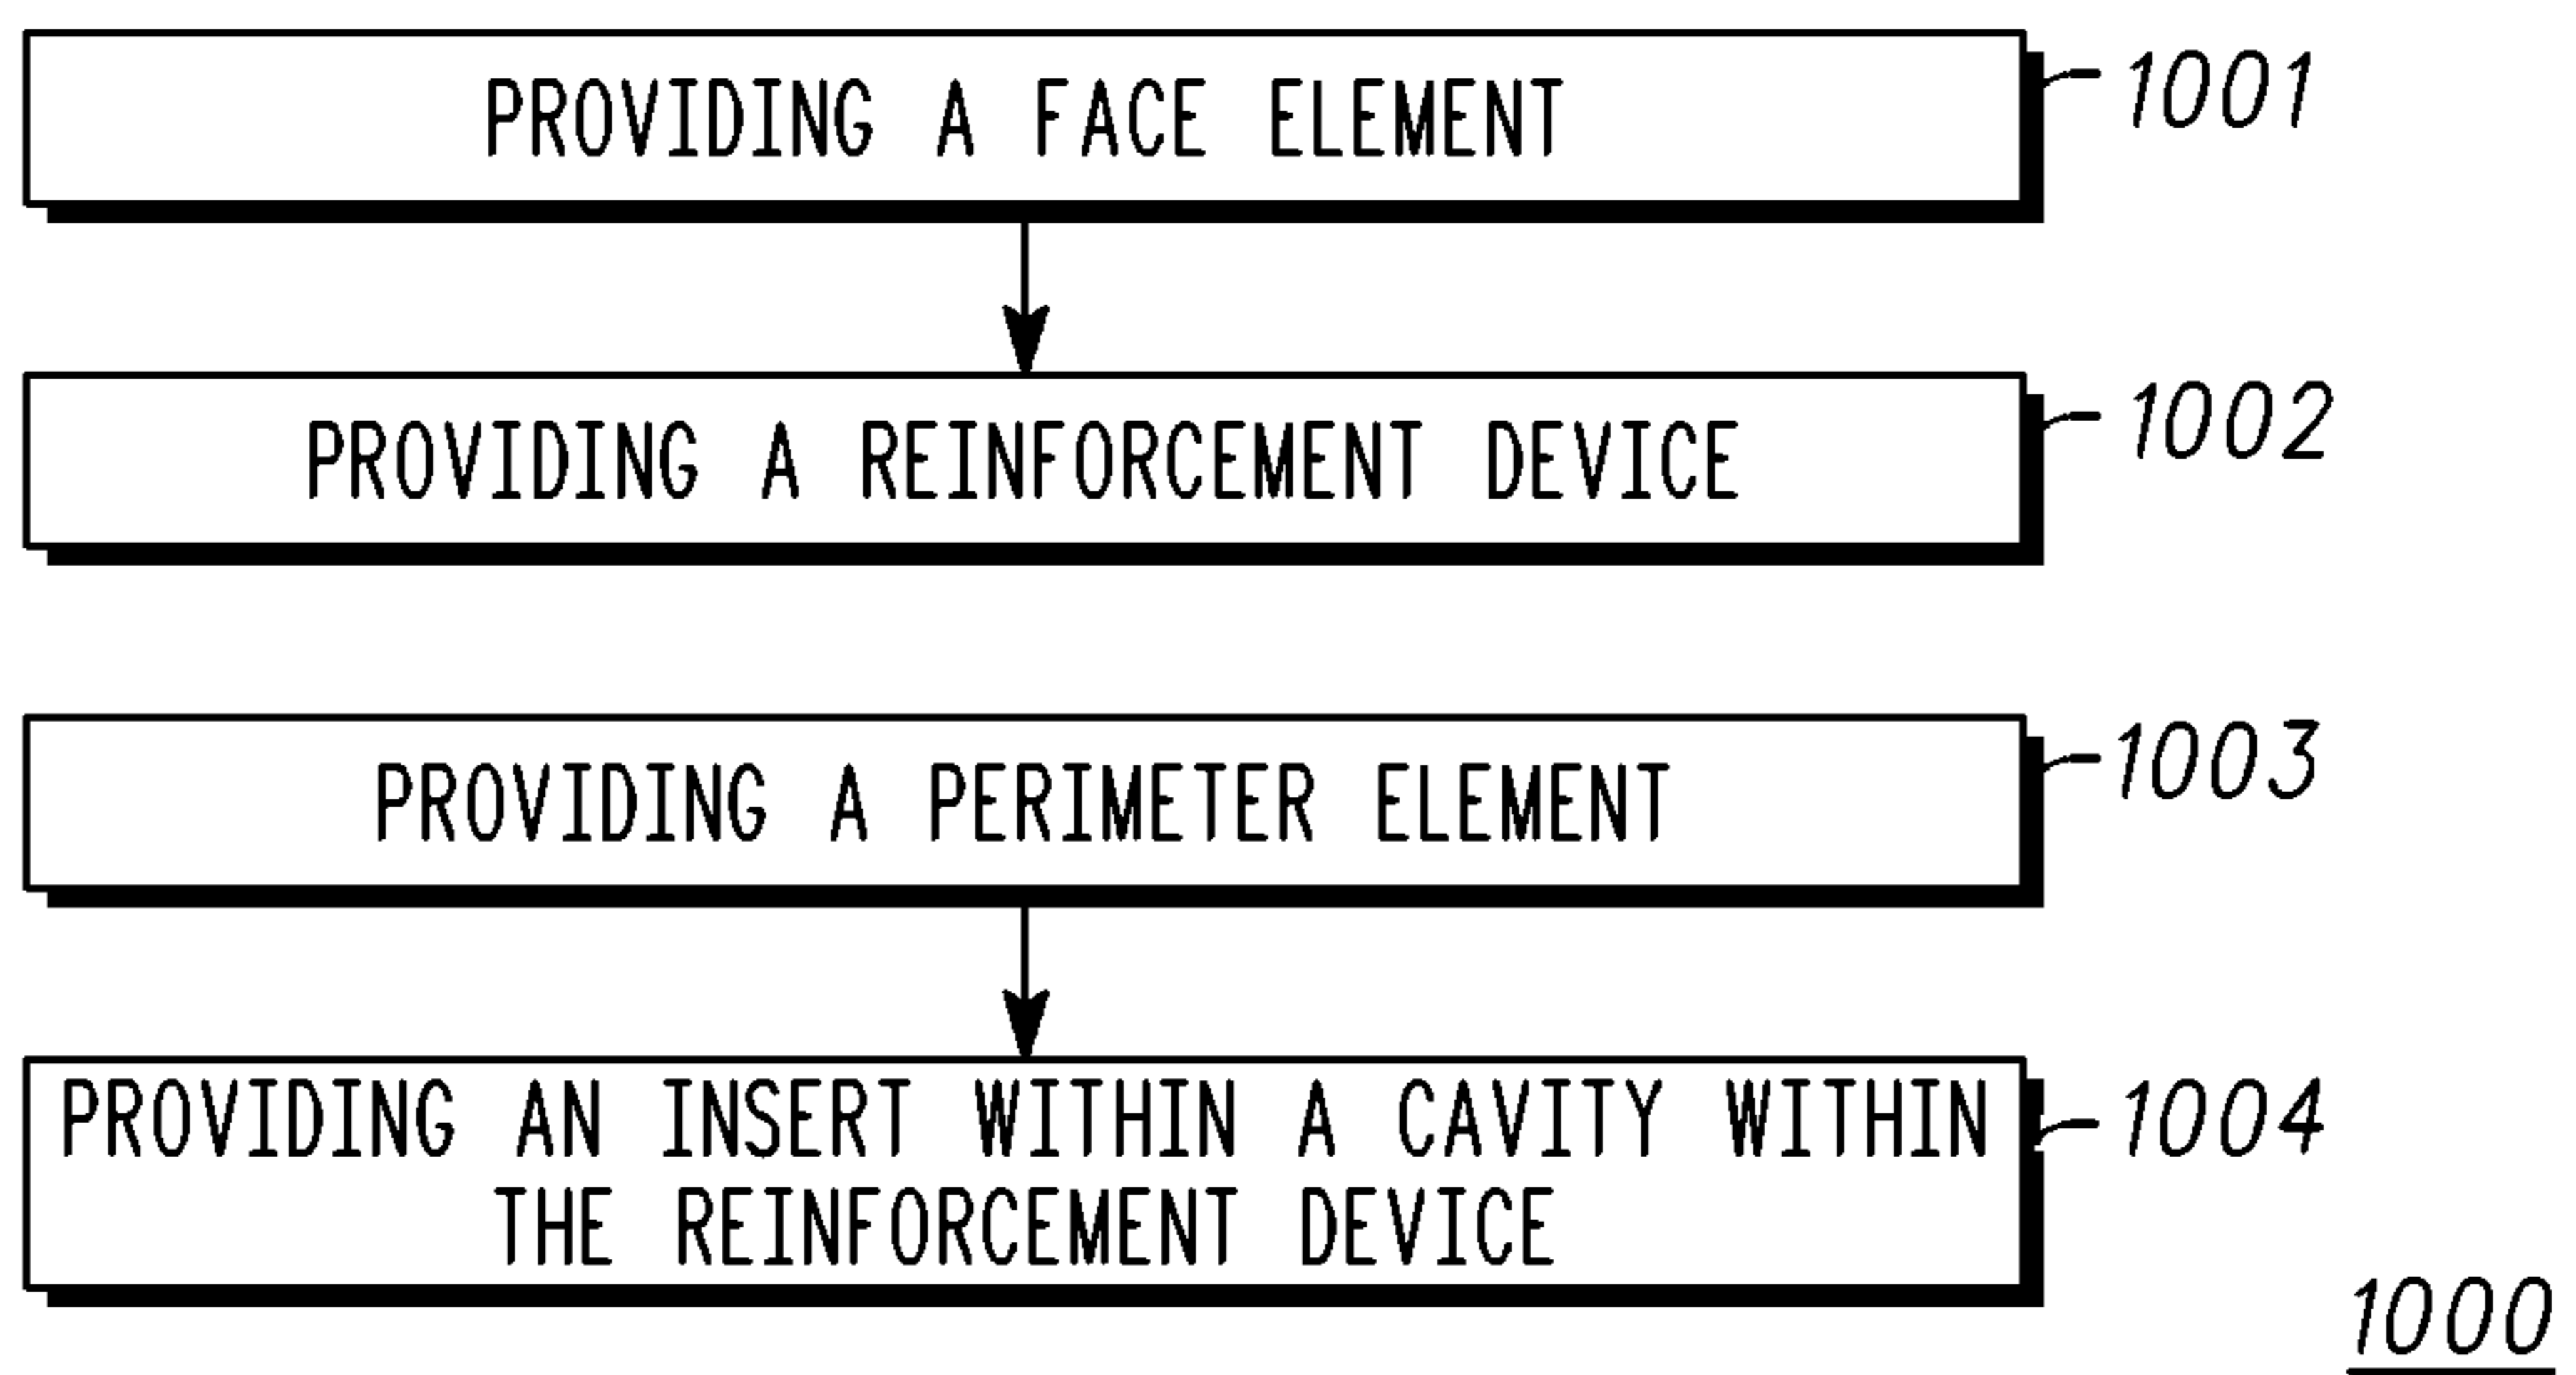 PROVIDING A FACE ELEMENT
1001
PROVIDING A REINFORCEMENT DEVICE
1002
PROVIDING A PERIMETER ELEMENT
1003
PROVIDING AN INSERT WITHIN A CAVITY WITHIN
THE REINFORCEMENT DEVICE
1004
1000